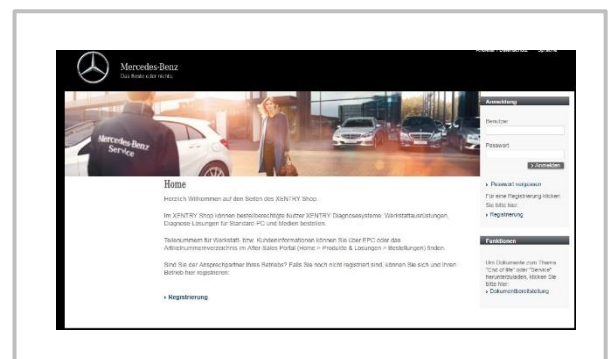 Sprache
Mercedes-Benz
Das Beste oder nichts.
Mercedes-Benz
Service
Anmeldung
Benutzer
Passwort
> Anmelden
Passwort vergessen
Für eine Registrierung klicken
Sie bitte hier:
Registrierung
Home
Herzlich Willkommen auf den Seiten des XENTRY Shop.
Im XENTRY Shop können bestellberechtigte Nutzer XENTRY Diagnosesysteme, Werkstattausrüstungen,
Diagnose Lösungen für Standard PC und Medien bestellen.
Teilenummern für Werkstatt- bzw. Kundeninformationen können Sie über EPC oder das
Artikelnummernverzeichnis im After Sales Portal (Home > Produkte & Lösungen > Bestellungen) finden.
Sind Sie der Ansprechpartner Ihres Betriebs? Falls Sie noch nicht registriert sind, können Sie sich und Ihren
Betrieb hier registrieren:
Registrierung
Funktionen
Um Dokumente zum Thema
"End of life" oder "Service"
herunterzuladen, klicken Sie
bitte hier:
Dokumentbereitstellung